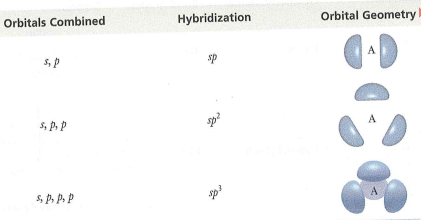 Orbitals Combined Hybridization Orbital Geometry
s, p sp A
s, p, p sp² A
s, p, p, p sp³ A